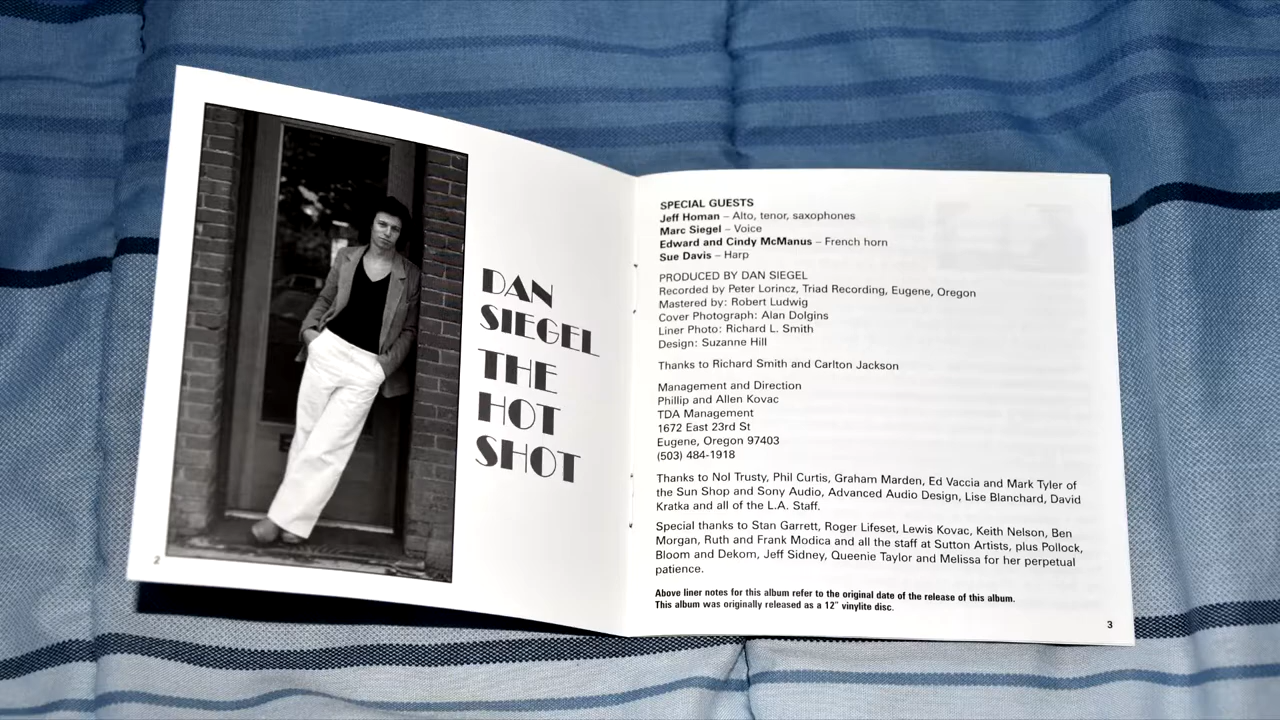 DAN
SIEGEL
THE
HOT
SHOT
2
SPECIAL GUESTS
Jeff Homan – Alto, tenor, saxophones
Marc Siegel – Voice
Edward and Cindy McManus – French horn
Sue Davis – Harp
PRODUCED BY DAN SIEGEL
Recorded by Peter Lorincz, Triad Recording, Eugene, Oregon
Mastered by: Robert Ludwig
Cover Photograph: Alan Dolgins
Liner Photo: Richard L. Smith
Design: Suzanne Hill
Thanks to Richard Smith and Carlton Jackson
Management and Direction
Phillip and Allen Kovac
TDA Management
1672 East 23rd St
Eugene, Oregon 97403
(503) 484-1918
Thanks to Nol Trusty, Phil Curtis, Graham Marden, Ed Vaccia and Mark Tyler of
the Sun Shop and Sony Audio, Advanced Audio Design, Lise Blanchard, David
Kratka and all of the L.A. Staff.
Special thanks to Stan Garrett, Roger Lifeset, Lewis Kovac, Keith Nelson, Ben
Morgan, Ruth and Frank Modica and all the staff at Sutton Artists, plus Pollock,
Bloom and Dekom, Jeff Sidney, Queenie Taylor and Melissa for her perpetual
patience.
Above liner notes for this album refer to the original date of the release of this album.
This album was originally released as a 12" vinylite disc.
3